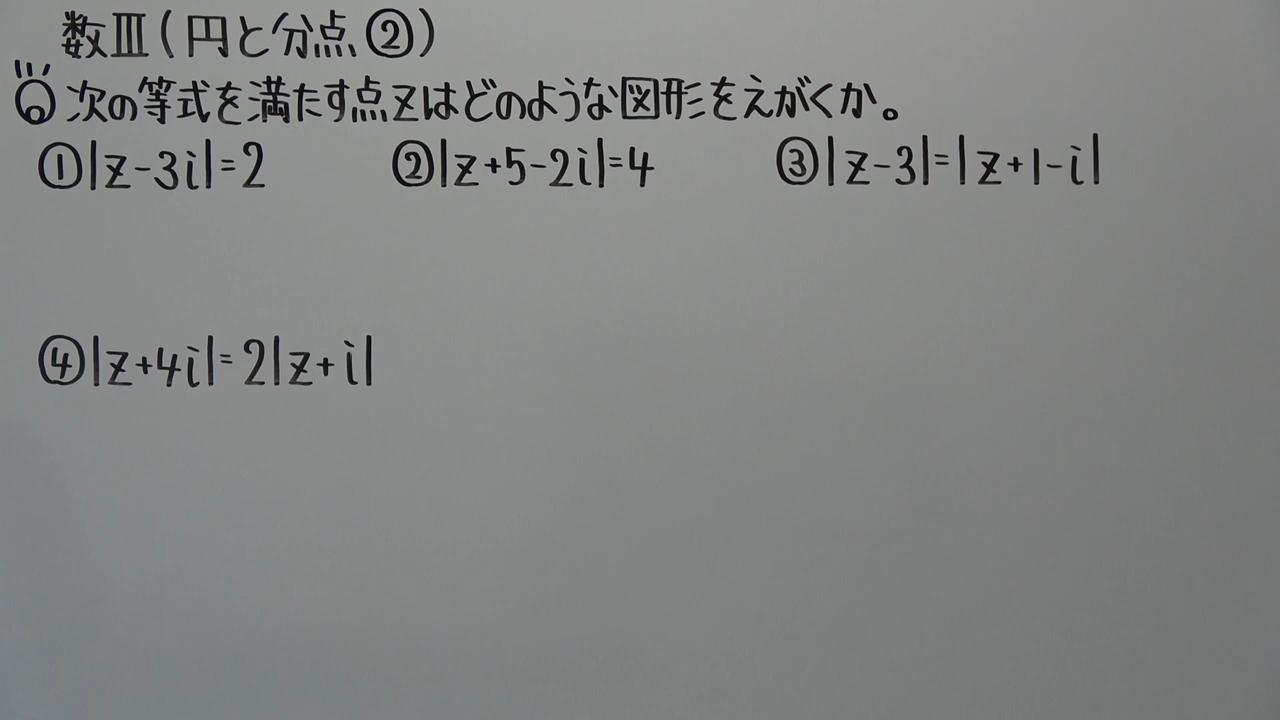 数Ⅲ(円と分点②)
Q 次の等式を満たす点zはどのような図形をえがくか。
①|z-3i|=2 ②|z+5-2i|=4 ③|z-3|=|z+1-i|
④|z+4i|=2|z+i|